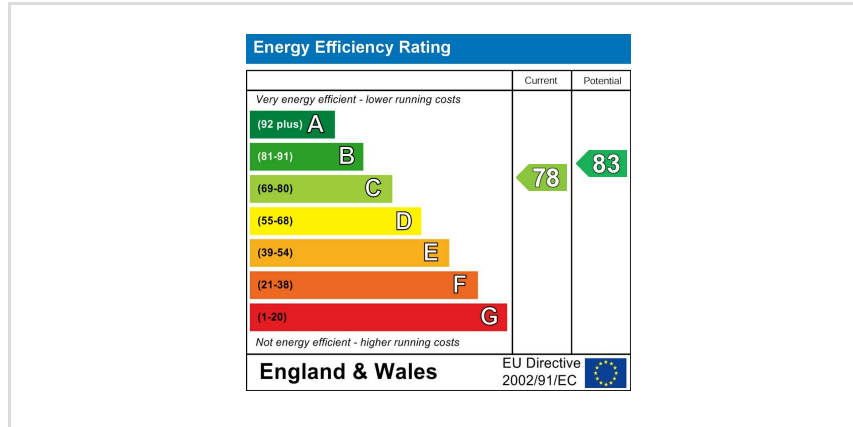 Energy Efficiency Rating
Current Potential
Very energy efficient - lower running costs
(92 plus) A
(81-91) B
83
(69-80) C
78
(55-68) D
(39-54) E
(21-38) F
(1-20) G
Not energy efficient - higher running costs
England & Wales
EU Directive
2002/91/EC